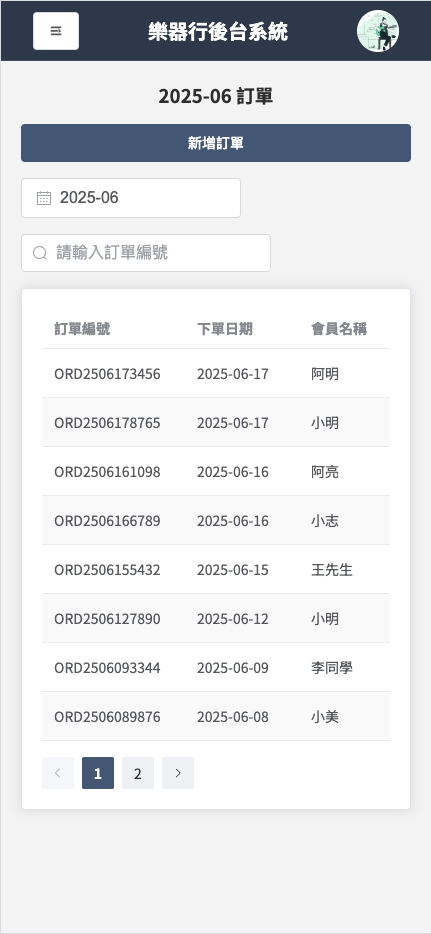 樂器行後台系統
2025-06 訂單
新增訂單
2025-06
請輸入訂單編號
訂單編號 下單日期 會員名稱
ORD2506173456 2025-06-17 阿明
ORD2506178765 2025-06-17 小明
ORD2506161098 2025-06-16 阿亮
ORD2506166789 2025-06-16 小志
ORD2506155432 2025-06-15 王先生
ORD2506127890 2025-06-12 小明
ORD2506093344 2025-06-09 李同學
ORD2506089876 2025-06-08 小美
1 2